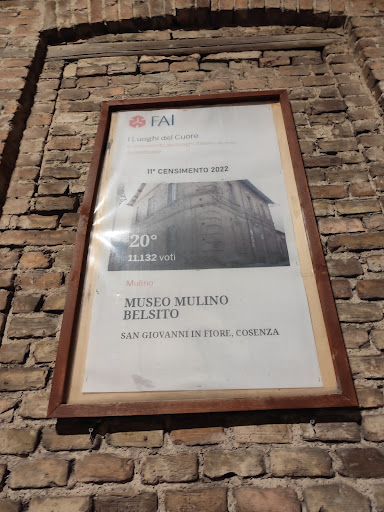 FAI
I Luoghi del Cuore
11° CENSIMENTO 2022
20°
11.132 voti
Mulino
MUSEO MULINO
BELSITO
SAN GIOVANNI IN FIORE, COSENZA